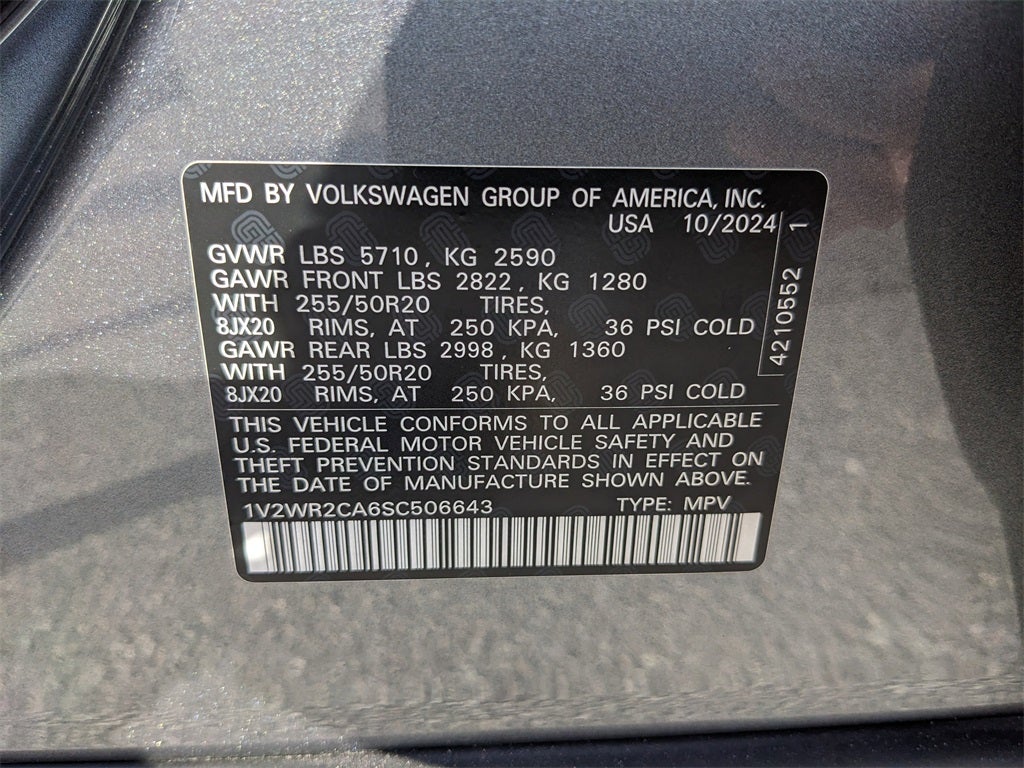 MFD BY VOLKSWAGEN GROUP OF AMERICA, INC.
USA 10/2024
GVWR LBS 5710, KG 2590
GAWR FRONT LBS 2822, KG 1280
WITH 255/50R20 TIRES,
8JX20 RIMS, AT 250 KPA, 36 PSI COLD
GAWR REAR LBS 2998, KG 1360
WITH 255/50R20 TIRES,
8JX20 RIMS, AT 250 KPA, 36 PSI COLD
4210552 1
THIS VEHICLE CONFORMS TO ALL APPLICABLE
U.S. FEDERAL MOTOR VEHICLE SAFETY AND
THEFT PREVENTION STANDARDS IN EFFECT ON
THE DATE OF MANUFACTURE SHOWN ABOVE.
1V2WR2CA6SC506643 TYPE: MPV